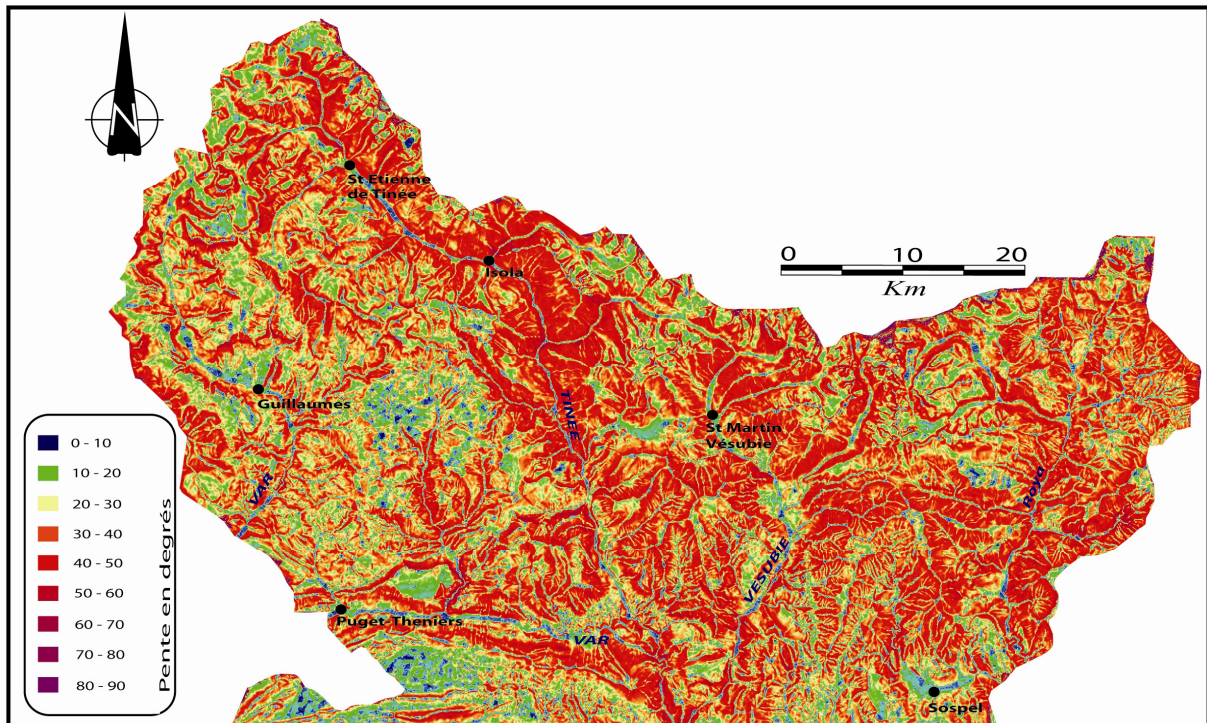 N
St Etienne
de Tinée
Isola
0 10 20
Km
Guillaumes
TINEE
St Martin
Vésubie
VAR
Roya
VESUBIE
Puget-Theniers
VAR
Sospel
Pente en degrés
0 - 10
10 - 20
20 - 30
30 - 40
40 - 50
50 - 60
60 - 70
70 - 80
80 - 90